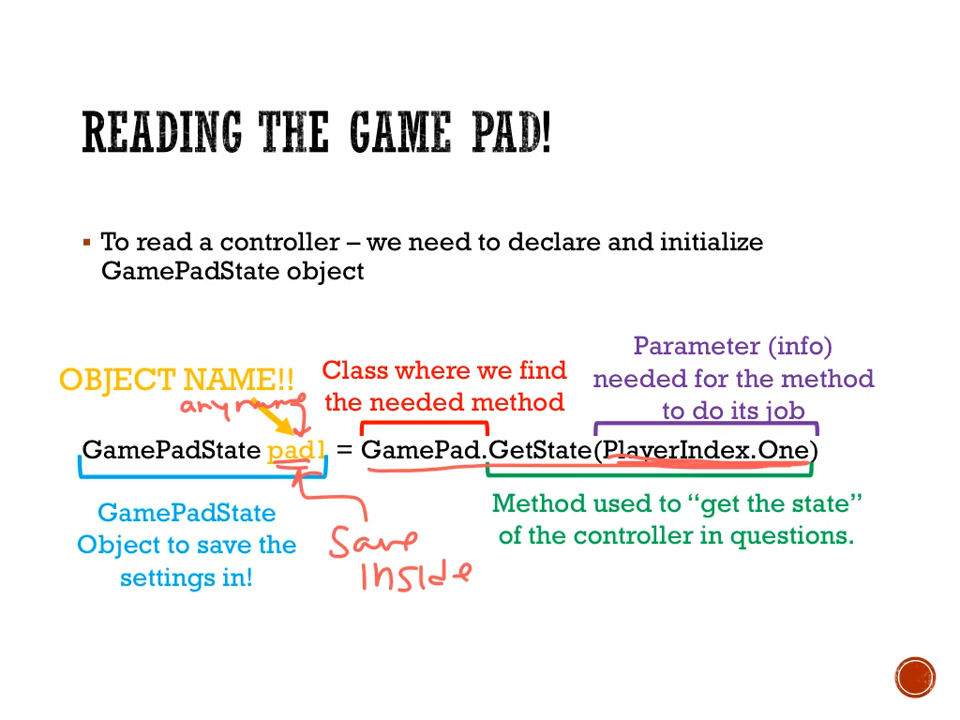 READING THE GAME PAD!
▪ To read a controller – we need to declare and initialize
GamePadState object
OBJECT NAME!!
any name
Class where we find
the needed method
Parameter (info)
needed for the method
to do its job
GamePadState pad1 = GamePad.GetState(PlayerIndex.One)
GamePadState
Object to save the
settings in!
Save
inside
Method used to “get the state”
of the controller in questions.